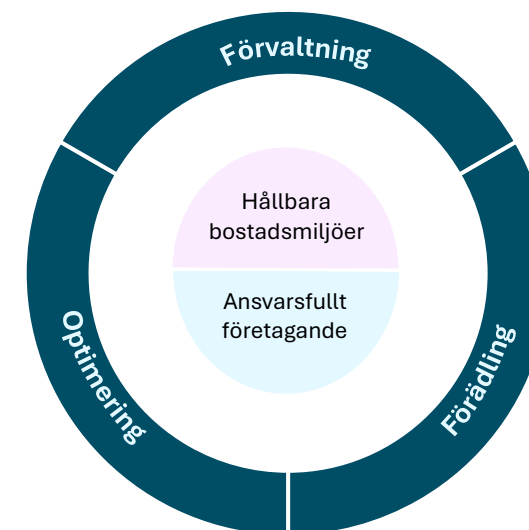 Förvaltning
Hållbara
bostadsmiljöer
Ansvarsfullt
företagande
Optimering
Förädling